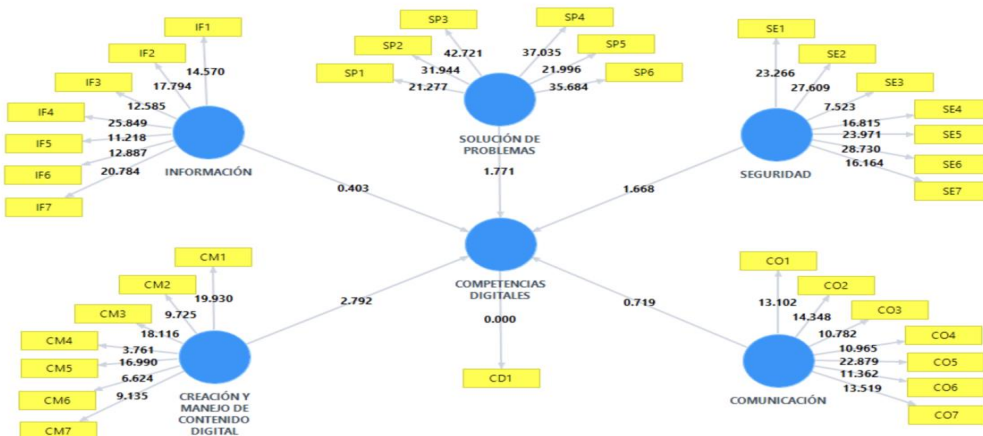 IF1
IF2
IF3
IF4
IF5
IF6
IF7
14.570
17.794
12.585
25.849
11.218
12.887
20.784
INFORMACIÓN
SP1
SP2
SP3
SP4
SP5
SP6
21.277
31.944
42.721
37.035
21.996
35.684
SOLUCIÓN DE
PROBLEMAS
SE1
SE2
SE3
SE4
SE5
SE6
SE7
23.266
27.609
7.523
16.815
23.971
28.730
16.164
SEGURIDAD
0.403
1.771
1.668
CM1
CM2
CM3
CM4
CM5
CM6
CM7
19.930
9.725
18.116
3.761
16.990
6.624
9.135
CREACIÓN Y
MANEJO DE
CONTENIDO
DIGITAL
2.792
COMPETENCIAS
DIGITALES
0.000
CD1
0.719
CO1
CO2
CO3
CO4
CO5
CO6
CO7
13.102
14.348
10.782
10.965
22.879
11.362
13.519
COMUNICACIÓN